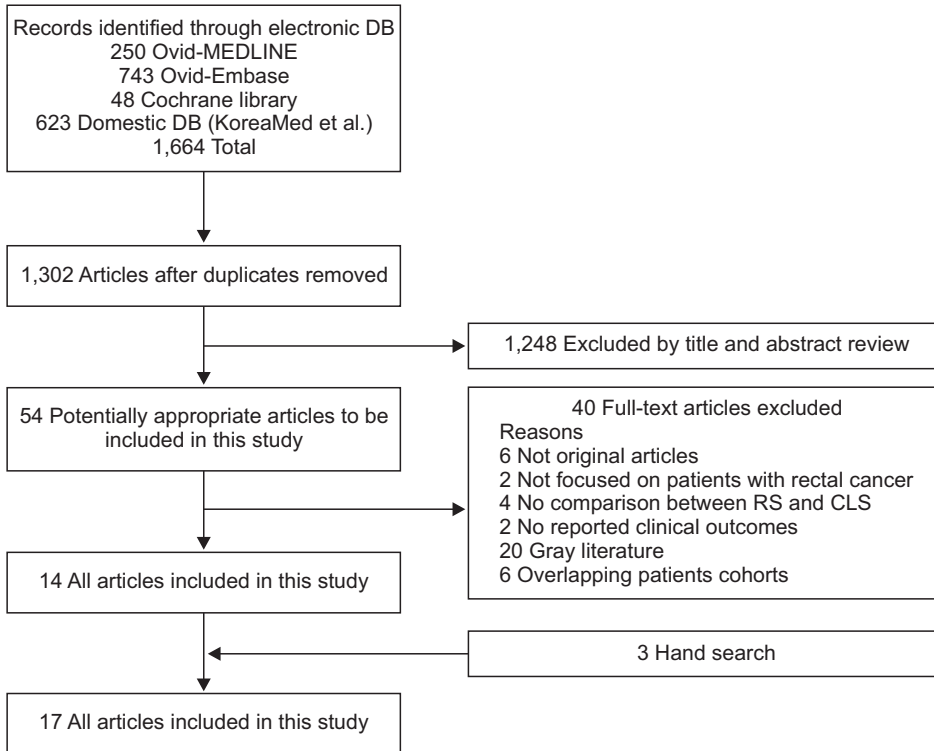 Records identified through electronic DB
250 Ovid-MEDLINE
743 Ovid-Embase
48 Cochrane library
623 Domestic DB (KoreaMed et al.)
1,664 Total
1,302 Articles after duplicates removed
1,248 Excluded by title and abstract review
54 Potentially appropriate articles to be
included in this study
40 Full-text articles excluded
Reasons
6 Not original articles
2 Not focused on patients with rectal cancer
4 No comparison between RS and CLS
2 No reported clinical outcomes
20 Gray literature
6 Overlapping patients cohorts
14 All articles included in this study
3 Hand search
17 All articles included in this study